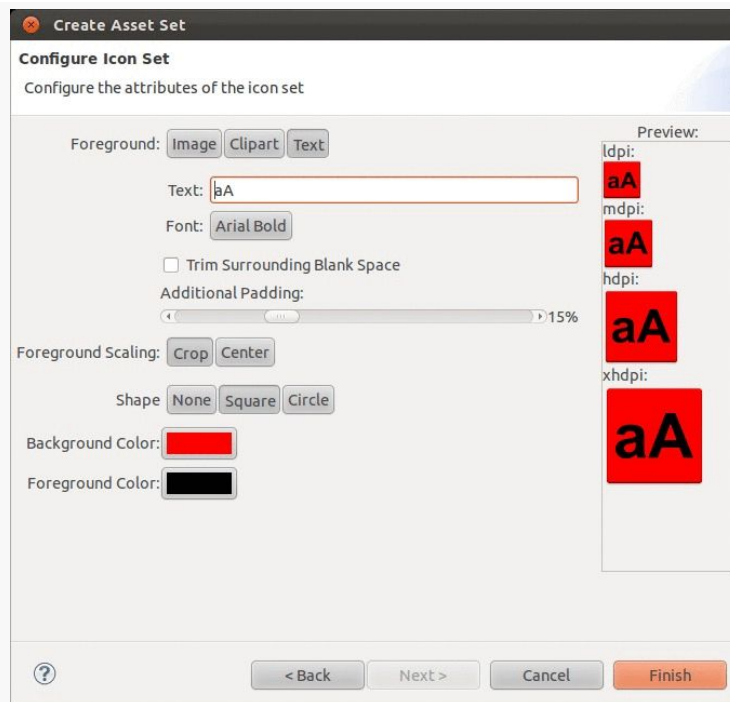 Create Asset Set
Configure Icon Set
Configure the attributes of the icon set
Foreground: Image Clipart Text
Text: aA
Font: Arial Bold
Trim Surrounding Blank Space
Additional Padding:
15%
Foreground Scaling: Crop Center
Shape None Square Circle
Background Color:
Foreground Color:
Preview:
ldpi:
aA
mdpi:
aA
hdpi:
aA
xhdpi:
aA
?
< Back Next > Cancel Finish